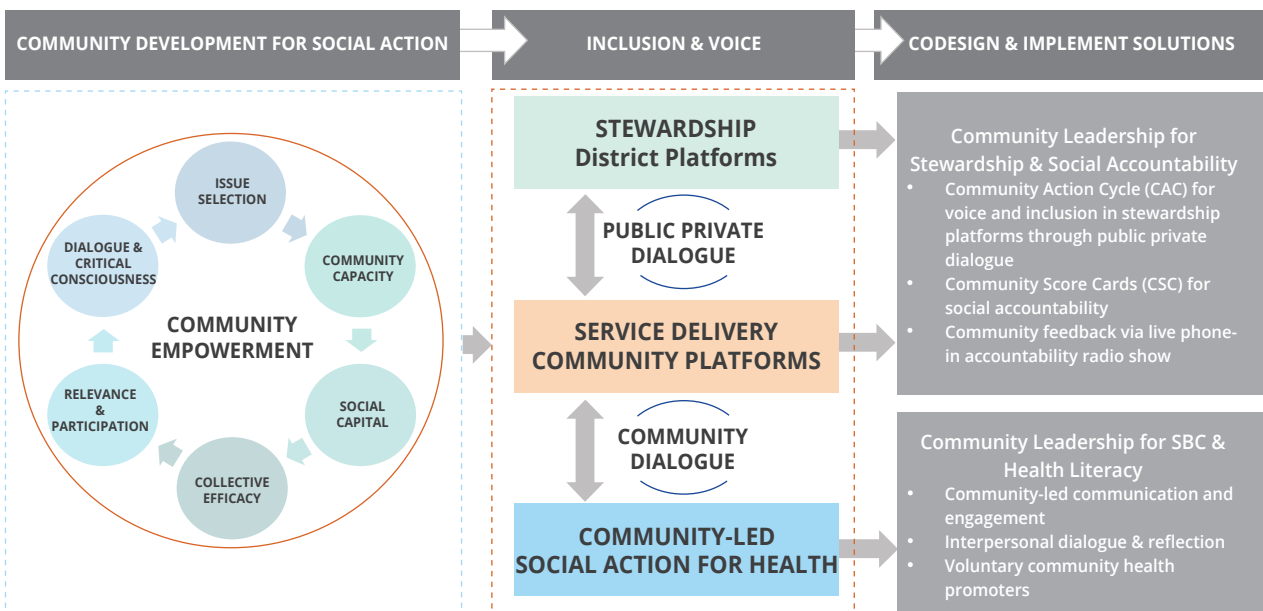 COMMUNITY DEVELOPMENT FOR SOCIAL ACTION
INCLUSION & VOICE
CODESIGN & IMPLEMENT SOLUTIONS
ISSUE
SELECTION
COMMUNITY
CAPACITY
SOCIAL
CAPITAL
COLLECTIVE
EFFICACY
RELEVANCE
&
PARTICIPATION
DIALOGUE &
CRITICAL
CONSCIOUSNESS
COMMUNITY
EMPOWERMENT
STEWARDSHIP
District Platforms
PUBLIC PRIVATE
DIALOGUE
SERVICE DELIVERY
COMMUNITY PLATFORMS
COMMUNITY
DIALOGUE
COMMUNITY-LED
SOCIAL ACTION FOR HEALTH
Community Leadership for
Stewardship & Social Accountability
• Community Action Cycle (CAC) for
voice and inclusion in stewardship
platforms through public private
dialogue
• Community Score Cards (CSC) for
social accountability
• Community feedback via live phone-
in accountability radio show
Community Leadership for SBC &
Health Literacy
• Community-led communication and
engagement
• Interpersonal dialogue & reflection
• Voluntary community health
promoters